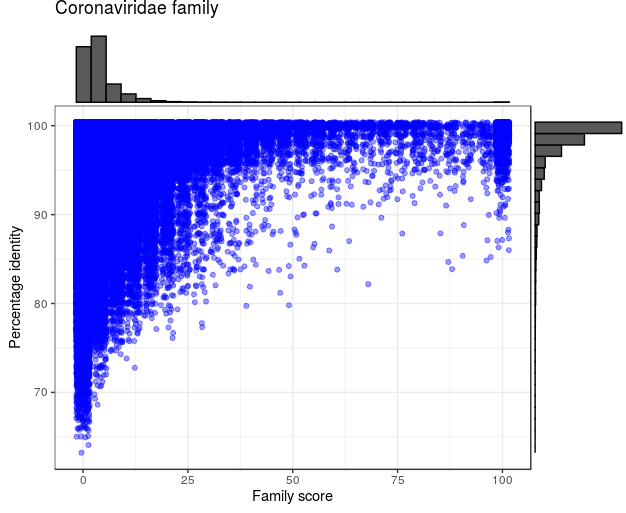 Coronaviridae family
100
90
80
70
Percentage identity
0 25 50 75 100
Family score